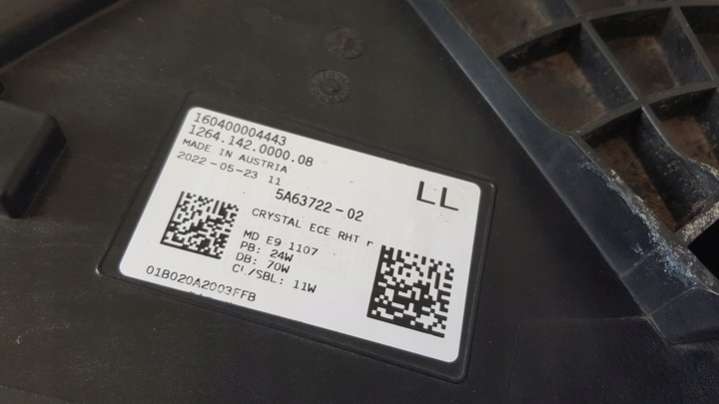 160400004443
1264.142.0000.08
MADE IN AUSTRIA
2022-05-23 11
LL
5A63722-02
CRYSTAL ECE RHT
MD E9 1107
PB: 24W
DB: 70W
CL/SBL: 11W
01B020A2003FFB